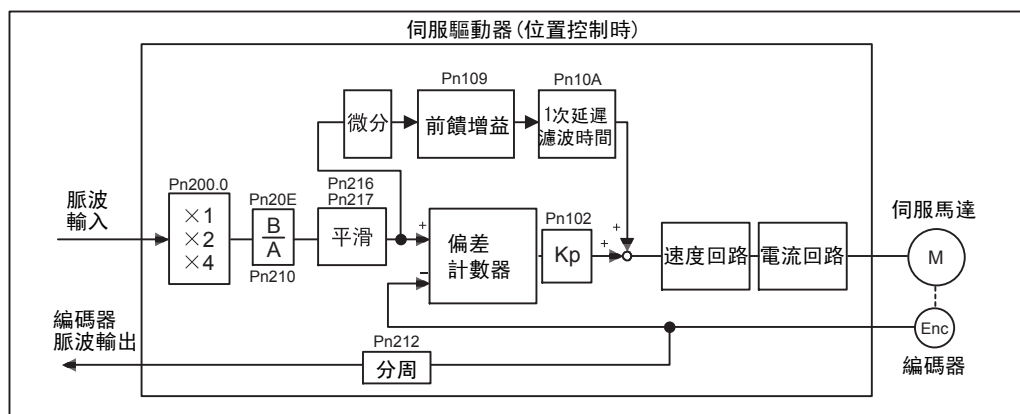 伺服驅動器(位置控制時)
Pn109
Pn10A
微分
前饋增益
1次延遲
濾波時間
脈波
輸入
Pn200.0
×1
×2
×4
Pn20E
B
A
Pn210
Pn216
Pn217
平滑
+
−
偏差
計數器
Pn102
Kp
+
+
速度回路
電流回路
伺服馬達
M
Enc
編碼器
編碼器
脈波輸出
Pn212
分周